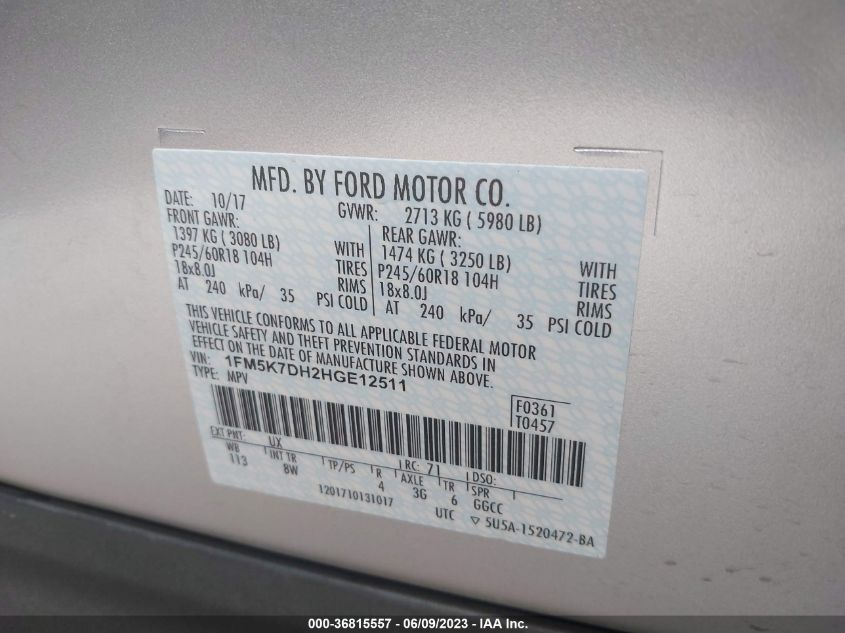 MFD. BY FORD MOTOR CO.
DATE: 10/17 GVWR: 2713 KG ( 5980 LB)
FRONT GAWR: REAR GAWR:
1397 KG ( 3080 LB) WITH 1474 KG ( 3250 LB) WITH
P245/60R18 104H TIRES P245/60R18 104H TIRES
18x8.0J RIMS 18x8.0J RIMS
AT 240 kPa/ 35 PSI COLD AT 240 kPa/ 35 PSI COLD
THIS VEHICLE CONFORMS TO ALL APPLICABLE FEDERAL MOTOR
VEHICLE SAFETY AND THEFT PREVENTION STANDARDS IN
EFFECT ON THE DATE OF MANUFACTURE SHOWN ABOVE.
VIN: 1FM5K7DH2HGE12511
TYPE: MPV
F0361
T0457
EXT PNT: UX RC: 71 DSO:
WB INT TR TP/PS R AXLE TR SPR
113 8W 4 3G 6 GGCC
1201710131017 UTC ▽ 5U5A-1520472-BA
000-36815557 - 06/09/2023 - IAA Inc.